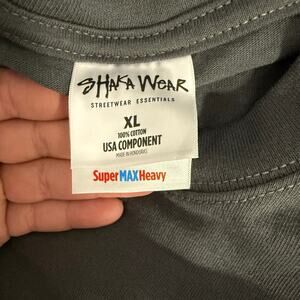 SHAKA WEAR
STREETWEAR ESSENTIALS
XL
100% COTTON
USA COMPONENT
MADE IN HONDURAS
SuperMAXHeavy